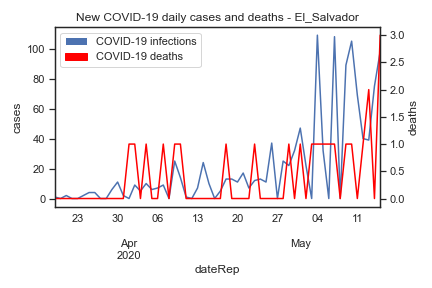 New COVID-19 daily cases and deaths - El_Salvador
COVID-19 infections
COVID-19 deaths
cases
100
80
60
40
20
0
deaths
3.0
2.5
2.0
1.5
1.0
0.5
0.0
23 30 06 13 20 27 04 11
Apr May
2020
dateRep